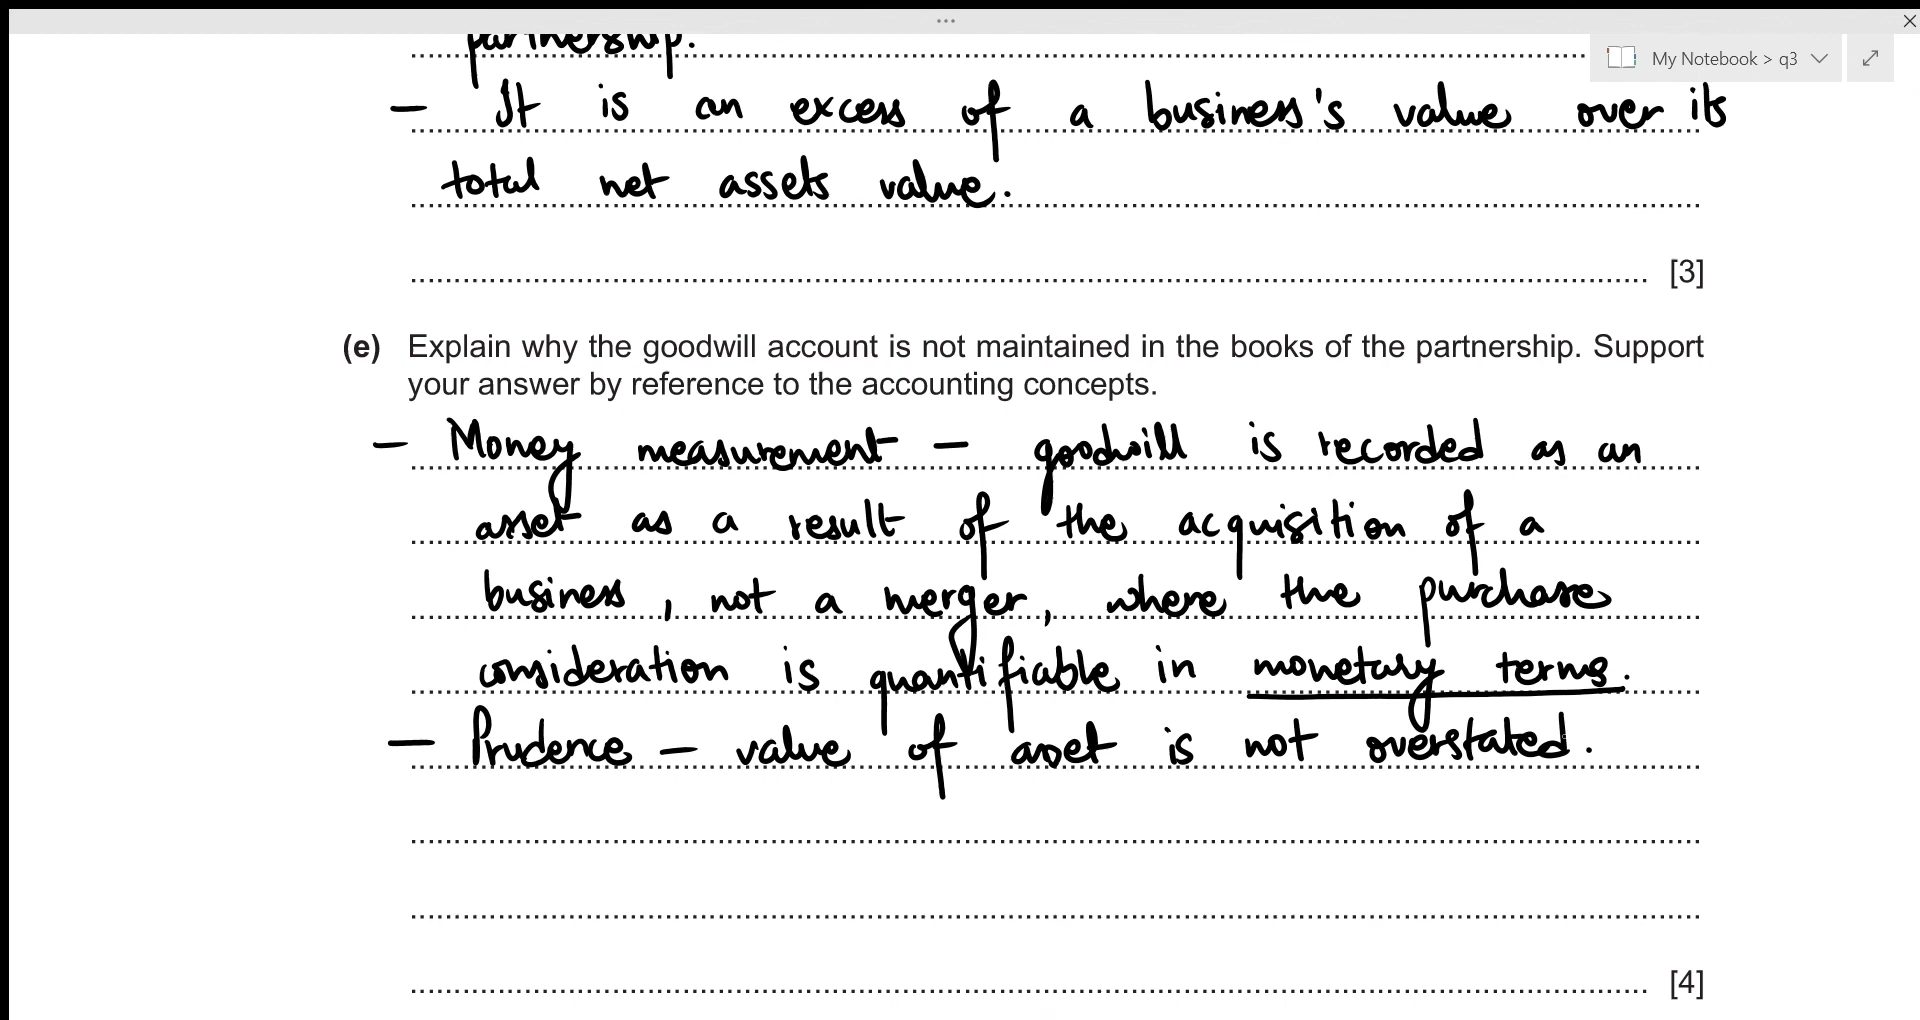 partnership.
My Notebook > q3
— It is an excess of a business's value over its
total net assets value.
[3]
(e) Explain why the goodwill account is not maintained in the books of the partnership. Support
your answer by reference to the accounting concepts.
— Money measurement — goodwill is recorded as an
asset as a result of the acquisition of a
business, not a merger, where the purchase
consideration is quantifiable in monetary terms.
— Prudence — value of asset is not overstated.
[4]